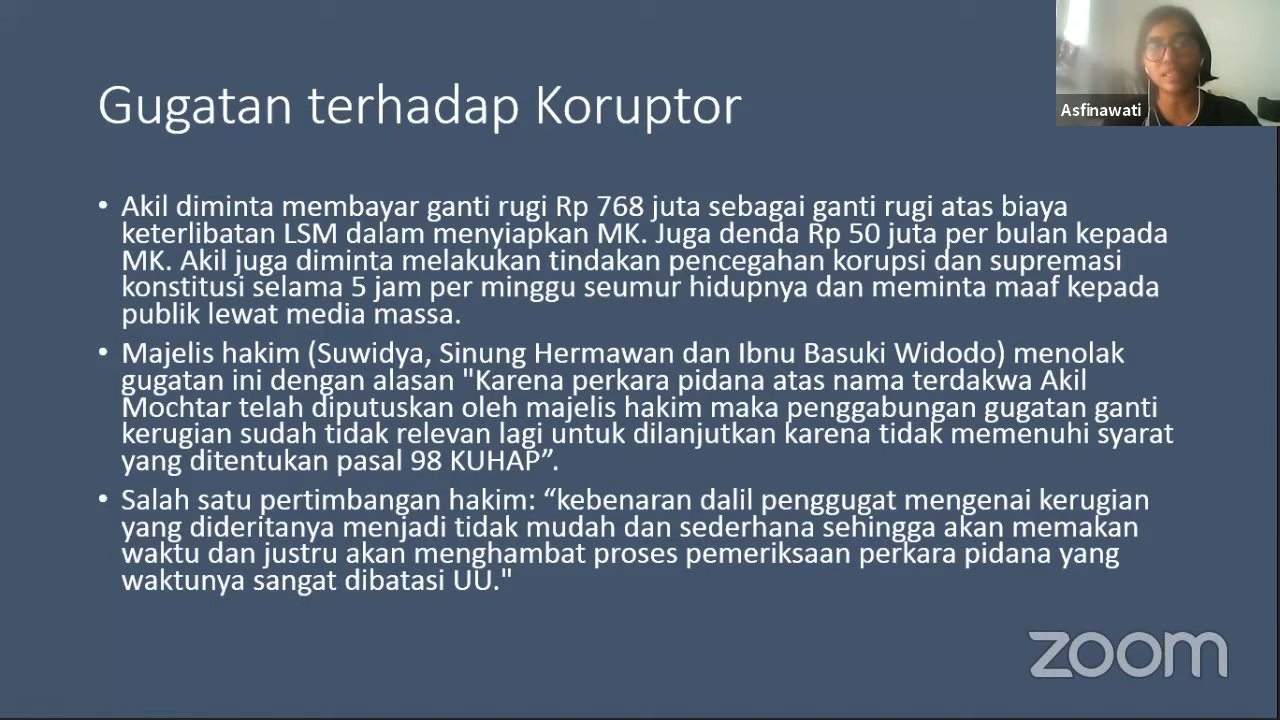 Gugatan terhadap Koruptor
Asfinawati
• Akil diminta membayar ganti rugi Rp 768 juta sebagai ganti rugi atas biaya
keterlibatan LSM dalam menyiapkan MK. Juga denda Rp 50 juta per bulan kepada
MK. Akil juga diminta melakukan tindakan pencegahan korupsi dan supremasi
konstitusi selama 5 jam per minggu seumur hidupnya dan meminta maaf kepada
publik lewat media massa.
• Majelis hakim (Suwidya, Sinung Hermawan dan Ibnu Basuki Widodo) menolak
gugatan ini dengan alasan "Karena perkara pidana atas nama terdakwa Akil
Mochtar telah diputuskan oleh majelis hakim maka penggabungan gugatan ganti
kerugian sudah tidak relevan lagi untuk dilanjutkan karena tidak memenuhi syarat
yang ditentukan pasal 98 KUHAP”.
• Salah satu pertimbangan hakim: “kebenaran dalil penggugat mengenai kerugian
yang dideritanya menjadi tidak mudah dan sederhana sehingga akan memakan
waktu dan justru akan menghambat proses pemeriksaan perkara pidana yang
waktunya sangat dibatasi UU."
zoom